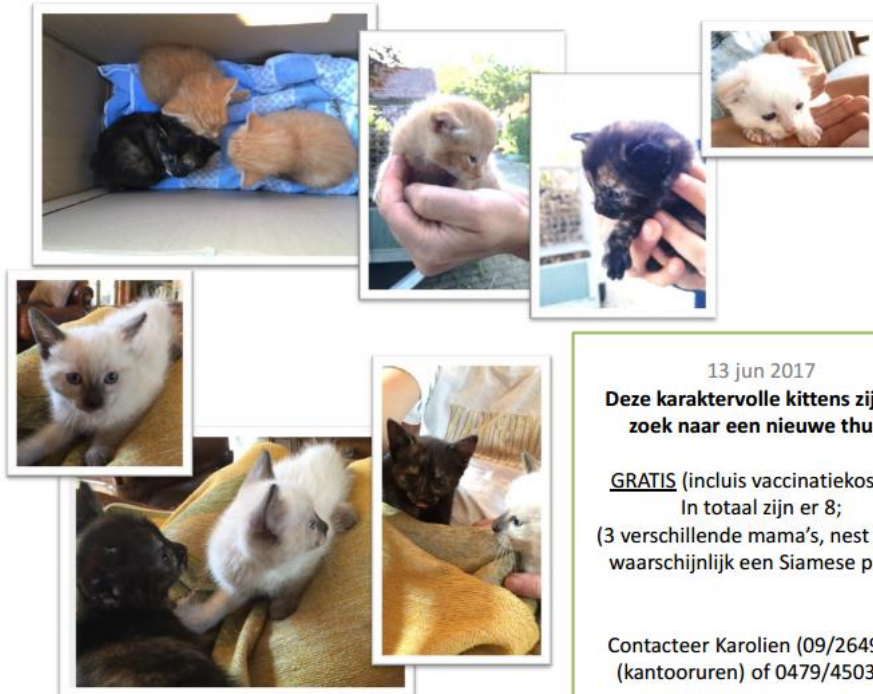 13 jun 2017
Deze karaktervolle kittens zij
zoek naar een nieuwe thu
GRATIS (incluis vaccinatiekos
In totaal zijn er 8;
(3 verschillende mama's, nest
waarschijnlijk een Siamese p
Contacteer Karolien (09/2649
(kantooruren) of 0479/4503